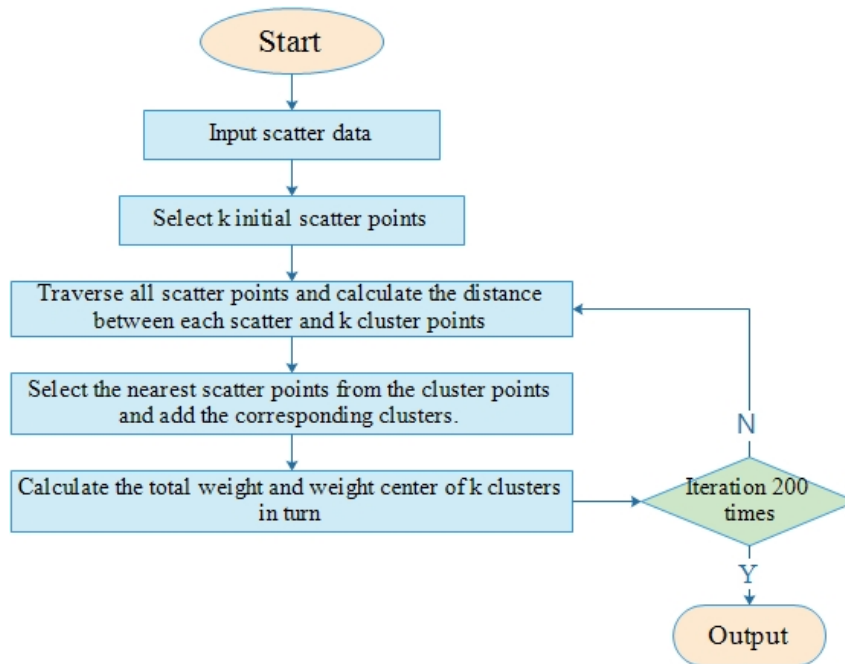 Start
Input scatter data
Select k initial scatter points
Traverse all scatter points and calculate the distance
between each scatter and k cluster points
Select the nearest scatter points from the cluster points
and add the corresponding clusters.
Calculate the total weight and weight center of k clusters
in turn
N
Iteration 200
times
Y
Output